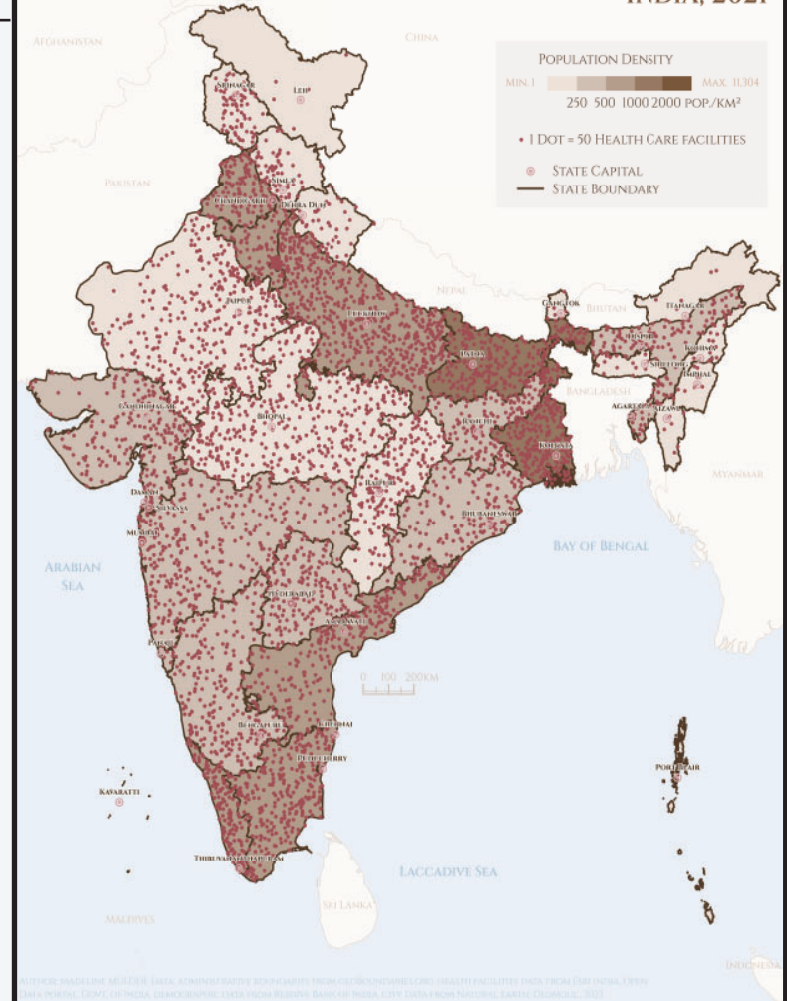 INDIA, 2021
AFGHANISTAN
CHINA
POPULATION DENSITY
MIN. 1
MAX. 11,304
250 500 1000 2000 POP./KM²
1 DOT = 50 HEALTH CARE FACILITIES
STATE CAPITAL
STATE BOUNDARY
SRINAGAR
LEH
PAKISTAN
CHANDIGARH
DEHRA DUN
NEPAL
GANGTOK
BHUTAN
ITANAGAR
JAIPUR
LUCKNOW
DISPUR
KOHIMA
PATNA
SHILLONG
IMPHAL
BANGLADESH
GANDHINAGAR
BHOPAL
RANCHI
AGARTALA
AIZAWL
KOLKATA
MYANMAR
RAIPUR
DAMAN
SILVASSA
BHUBANESWAR
MUMBAI
BAY OF BENGAL
ARABIAN
SEA
HYDERABAD
AMARAVATI
PANAJI
0 100 200KM
BENGALURU
CHENNAI
PUDUCHERRY
PORT BLAIR
KAVARATTI
THIRUVANANTHAPURAM
LACCADIVE SEA
SRI LANKA
MALDIVES
INDONESIA